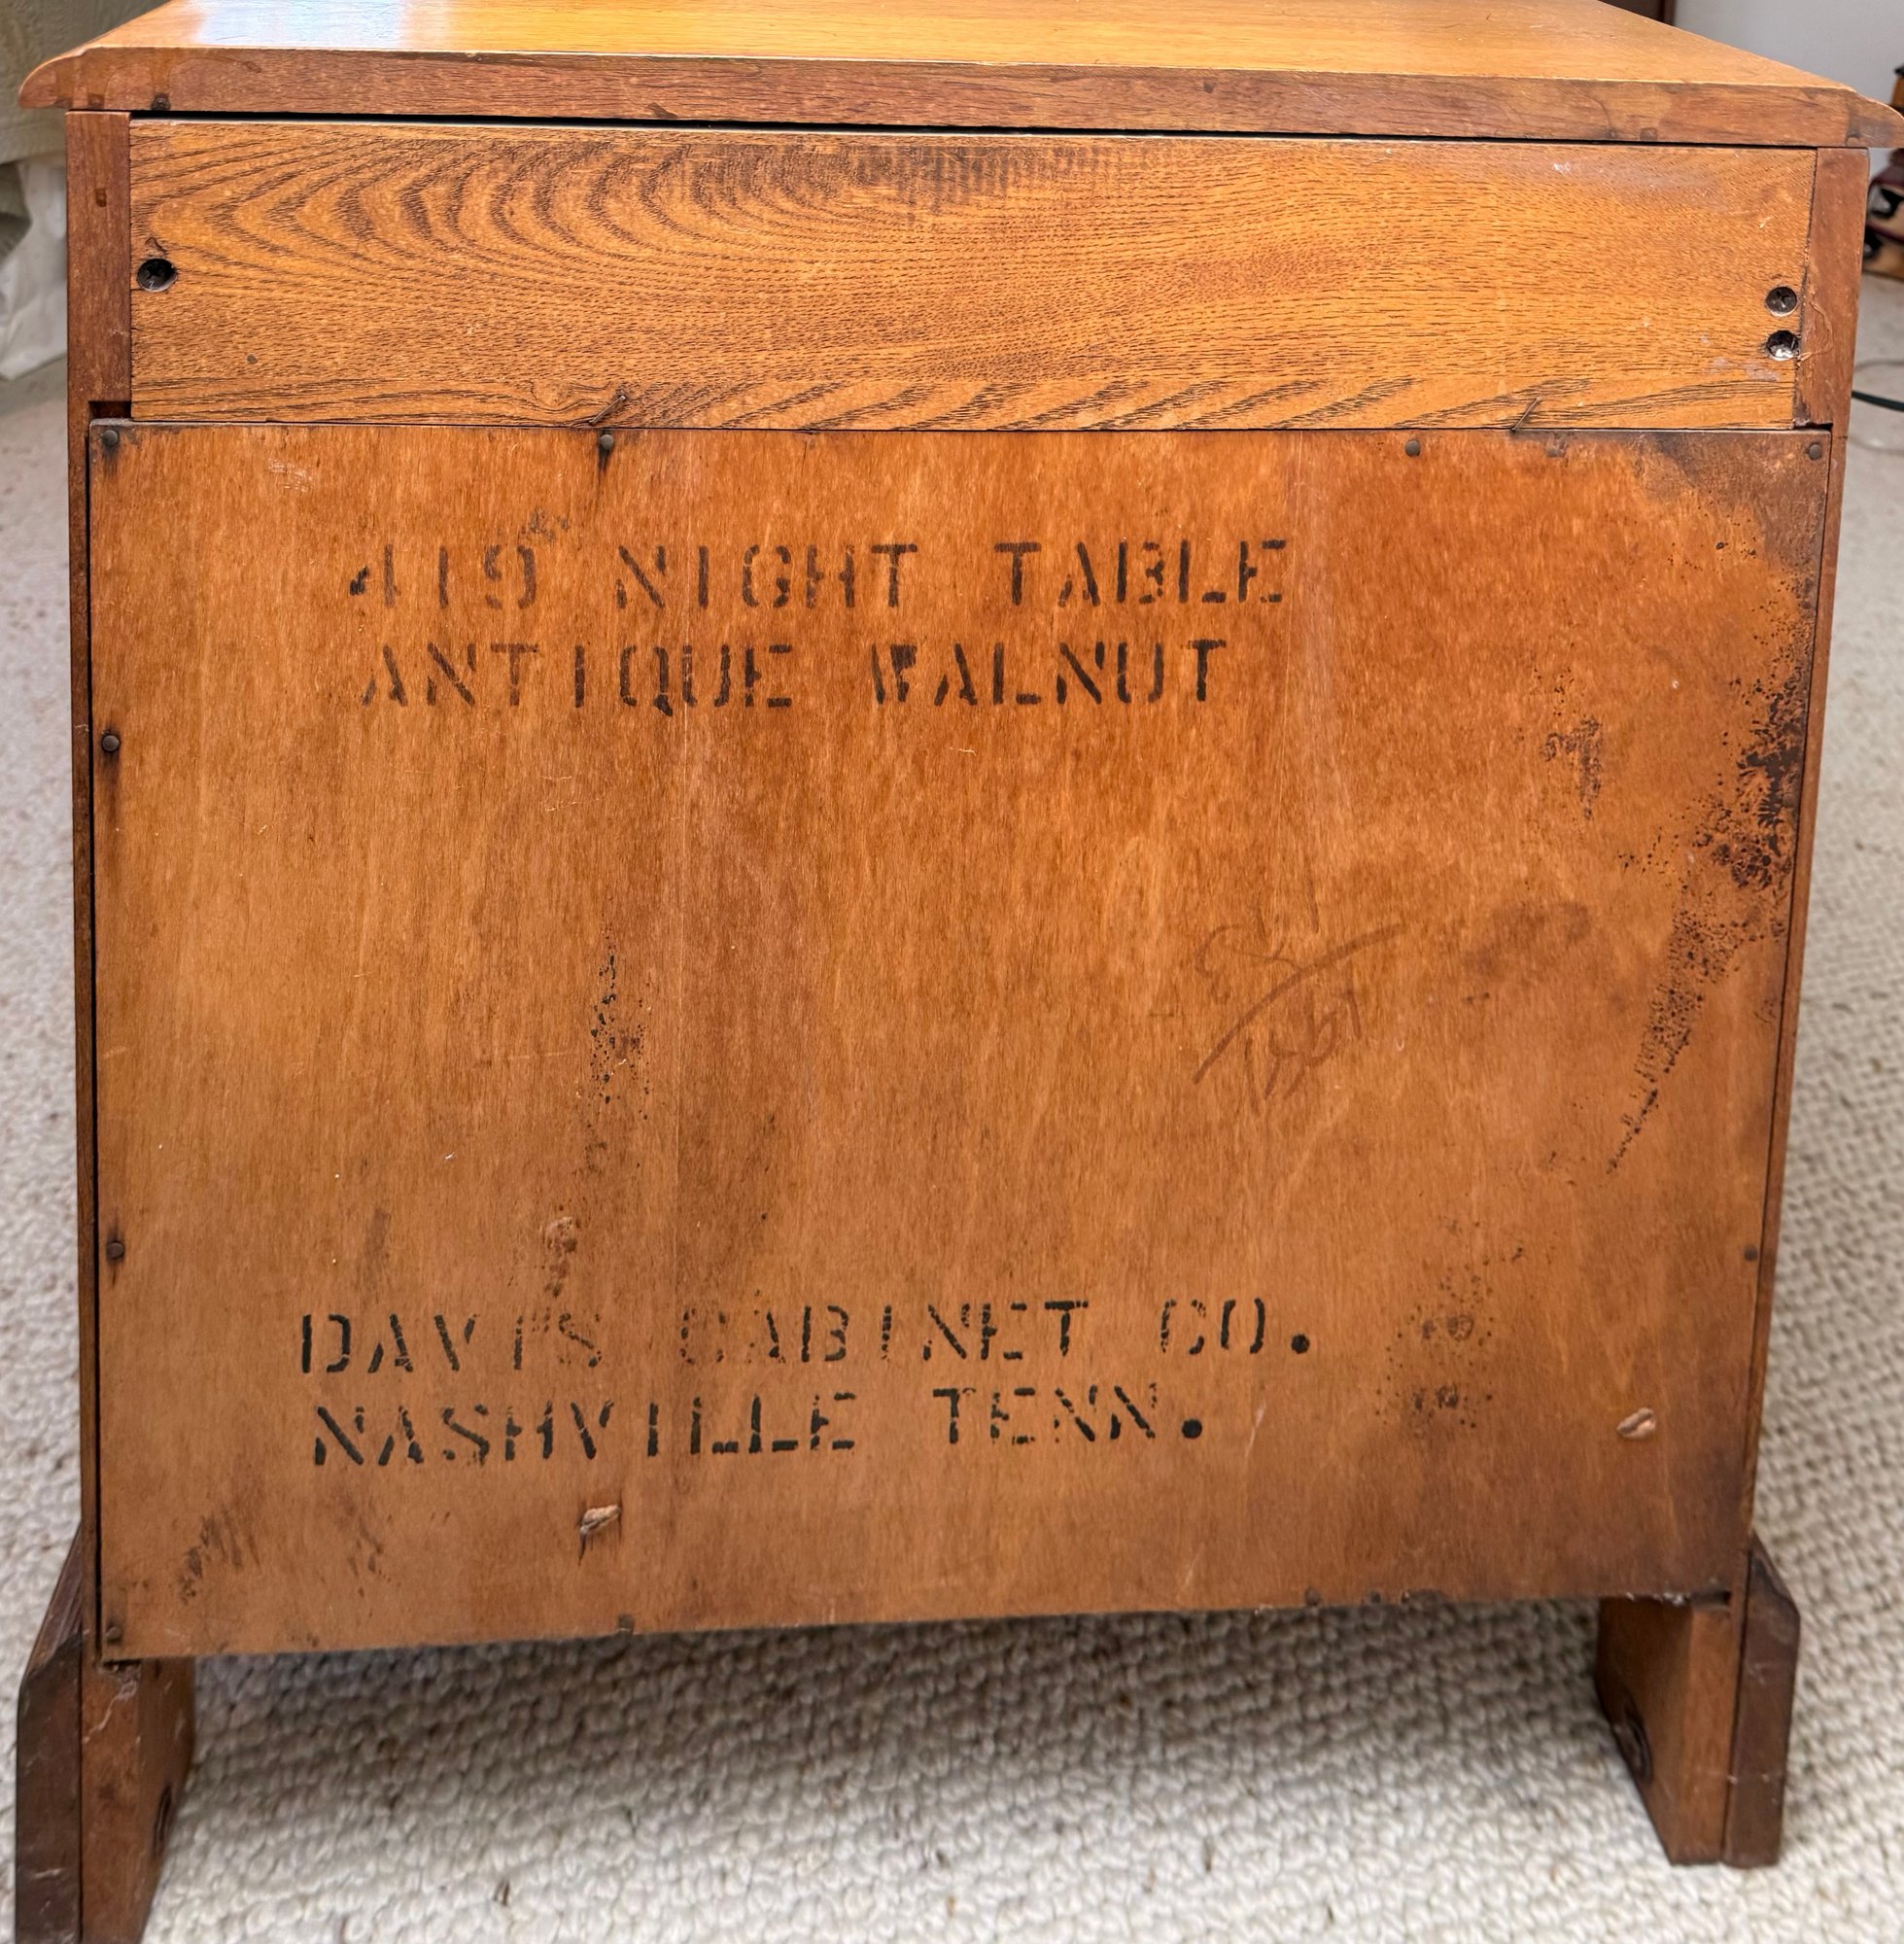 419 NIGHT TABLE
ANTIQUE WALNUT
DAVIS CABINET CO.
NASHVILLE TENN.